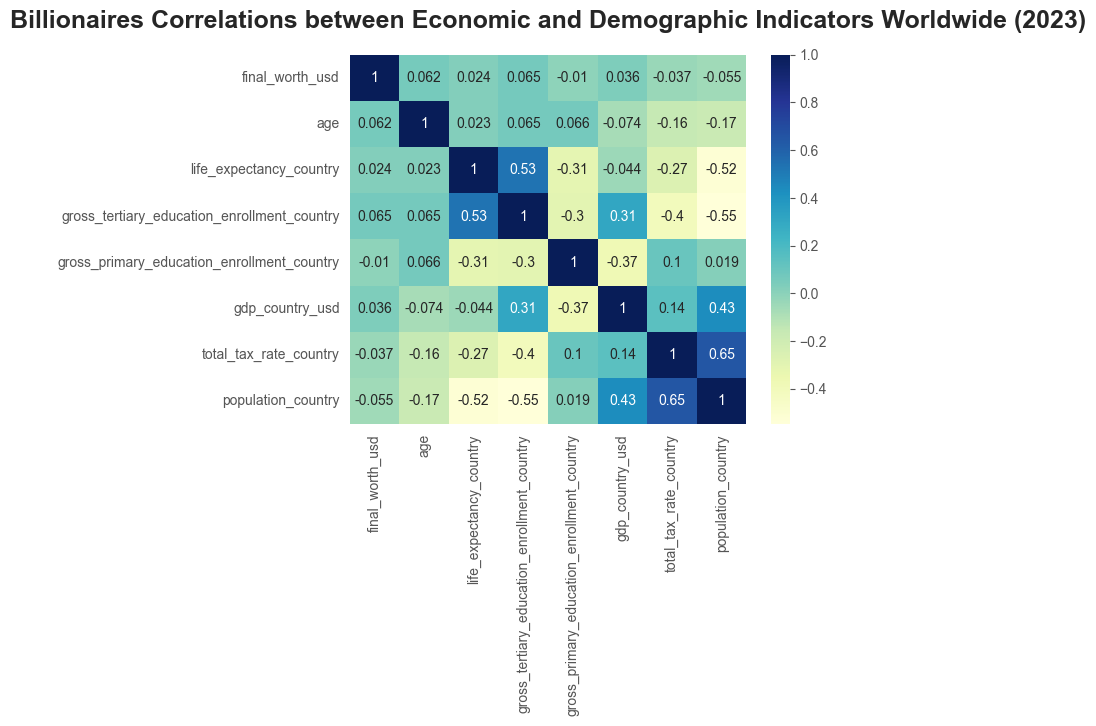 Billionaires Correlations between Economic and Demographic Indicators Worldwide (2023)
final_worth_usd 1 0.062 0.024 0.065 -0.01 0.036 -0.037 -0.055
age 0.062 1 0.023 0.065 0.066 -0.074 -0.16 -0.17
life_expectancy_country 0.024 0.023 1 0.53 -0.31 -0.044 -0.27 -0.52
gross_tertiary_education_enrollment_country 0.065 0.065 0.53 1 -0.3 0.31 -0.4 -0.55
gross_primary_education_enrollment_country -0.01 0.066 -0.31 -0.3 1 -0.37 0.1 0.019
gdp_country_usd 0.036 -0.074 -0.044 0.31 -0.37 1 0.14 0.43
total_tax_rate_country -0.037 -0.16 -0.27 -0.4 0.1 0.14 1 0.65
population_country -0.055 -0.17 -0.52 -0.55 0.019 0.43 0.65 1
final_worth_usd
age
life_expectancy_country
gross_tertiary_education_enrollment_country
gross_primary_education_enrollment_country
gdp_country_usd
total_tax_rate_country
population_country
1.0
0.8
0.6
0.4
0.2
0.0
−0.2
−0.4